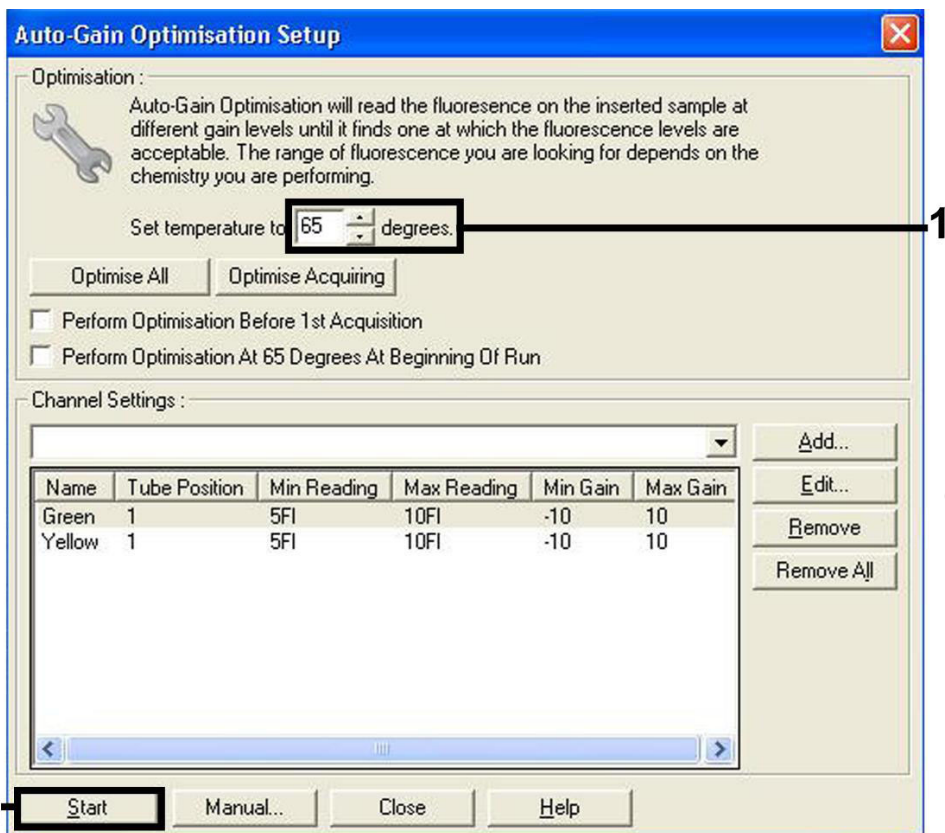 Auto-Gain Optimisation Setup
Optimisation :
Auto-Gain Optimisation will read the fluoresence on the inserted sample at
different gain levels until it finds one at which the fluorescence levels are
acceptable. The range of fluorescence you are looking for depends on the
chemistry you are performing.
Set temperature to 65 degrees. 1
Optimise All Optimise Acquiring
Perform Optimisation Before 1st Acquisition
Perform Optimisation At 65 Degrees At Beginning Of Run
Channel Settings :
Add...
Name Tube Position Min Reading Max Reading Min Gain Max Gain Edit...
Green 1 5Fl 10Fl -10 10
Remove
Yellow 1 5Fl 10Fl -10 10
Remove All
Start Manual... Close Help